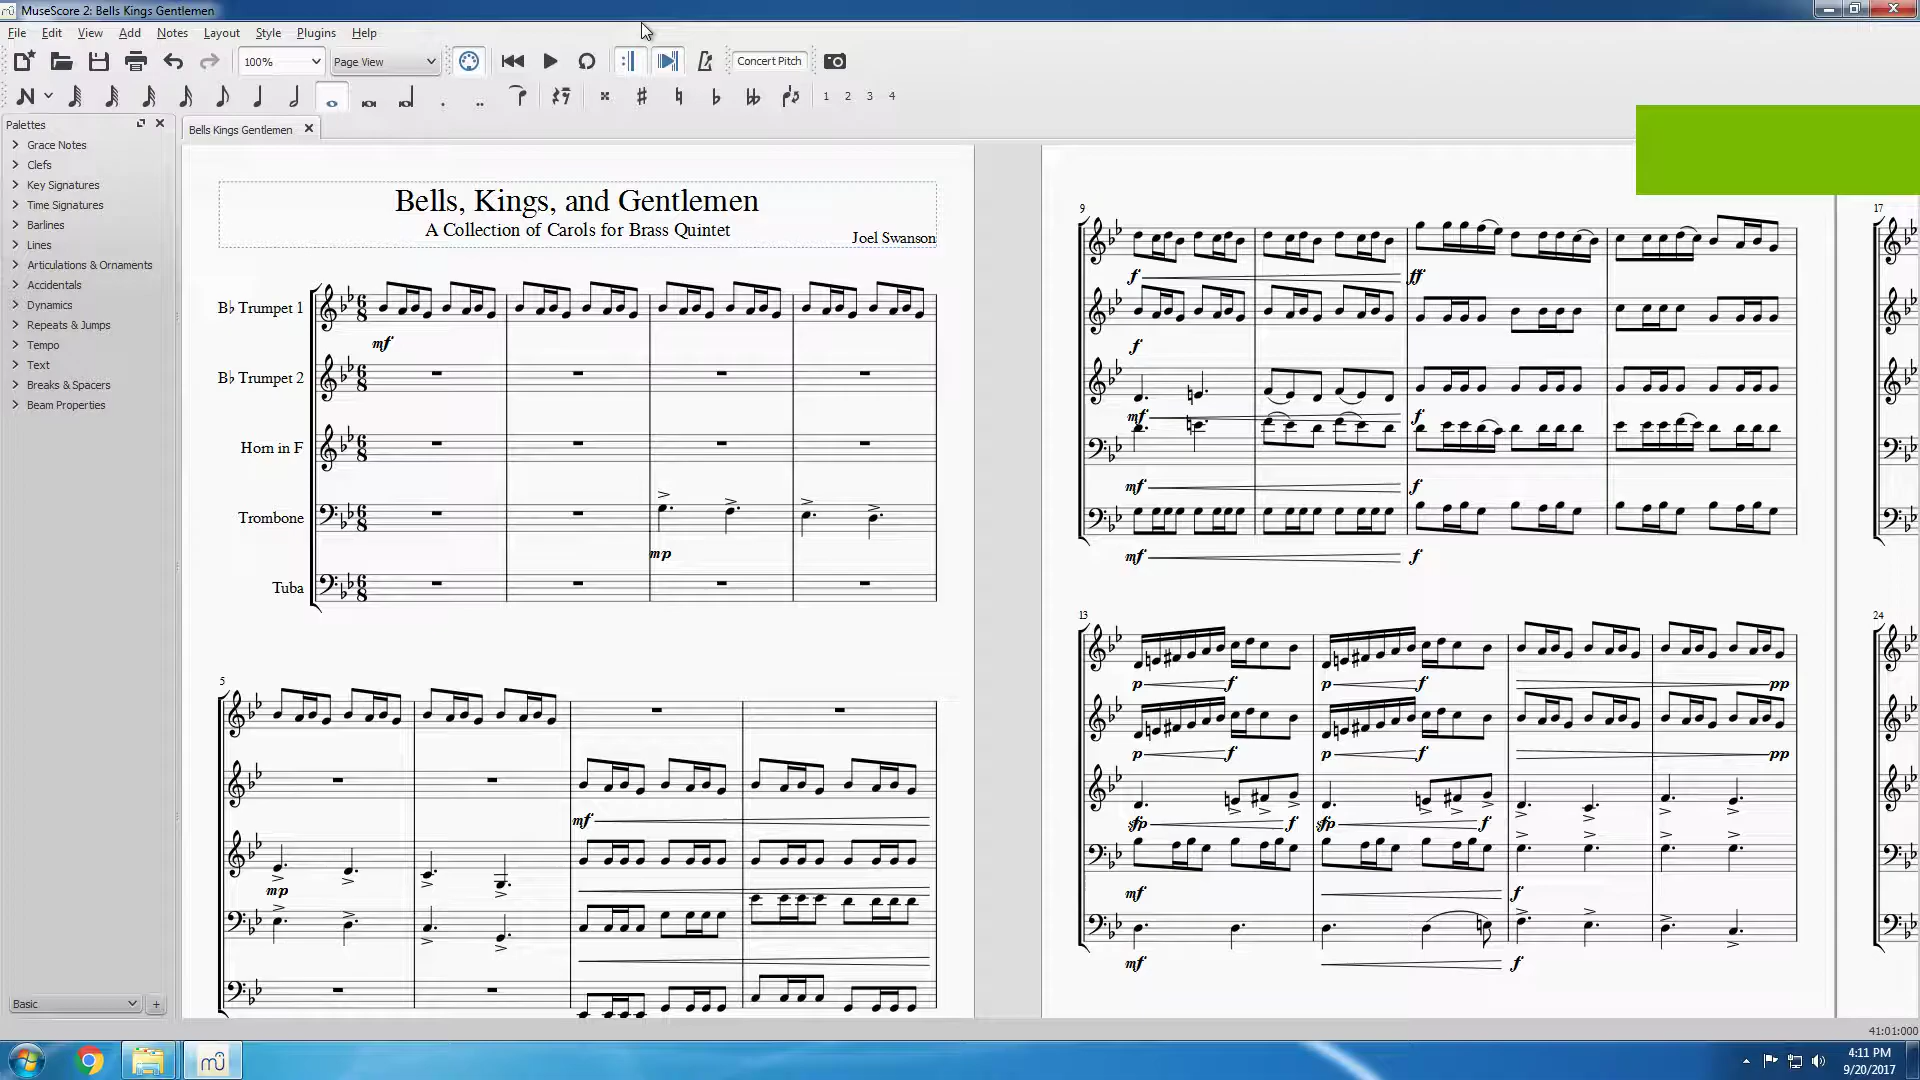 MuseScore 2: Bells Kings Gentlemen
File Edit View Add Notes Layout Style Plugins Help
100% Page View Concert Pitch
1 2 3 4
Palettes
Bells Kings Gentlemen
Grace Notes
Clefs
Key Signatures
Time Signatures
Barlines
Lines
Articulations & Ornaments
Accidentals
Dynamics
Repeats & Jumps
Tempo
Text
Breaks & Spacers
Beam Properties
Basic
+
Bells, Kings, and Gentlemen
A Collection of Carols for Brass Quintet
Joel Swanson
B♭ Trumpet 1
mf
B♭ Trumpet 2
Horn in F
Trombone
mp
Tuba
5
mf
mp
9
f ff
f
mf f
mf f
mf f
13
p f p f pp
p f p f pp
sfp f sfp f
mf f
mf f
17
24
41:01:000
4:11 PM
9/20/2017